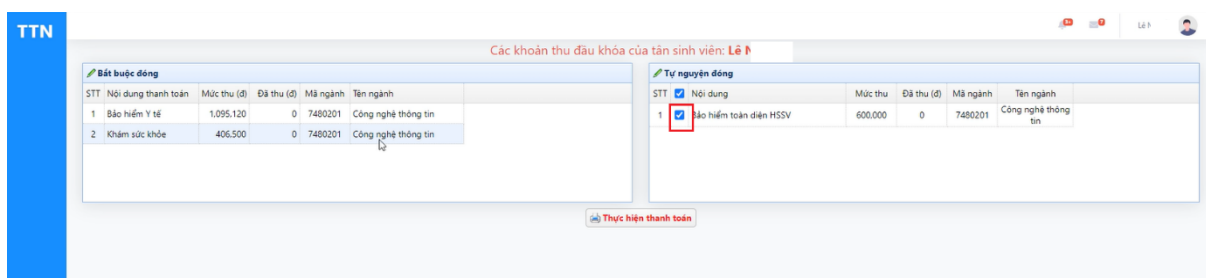 TTN
Lê N
Các khoản thu đầu khóa của tân sinh viên: Lê N
Bắt buộc đóng
STT Nội dung thanh toán Mức thu (đ) Đã thu (đ) Mã ngành Tên ngành
1 Bảo hiểm Y tế 1,095,120 0 7480201 Công nghệ thông tin
2 Khám sức khỏe 406,500 0 7480201 Công nghệ thông tin
Tự nguyện đóng
STT Nội dung Mức thu Đã thu (đ) Mã ngành Tên ngành
1 Bảo hiểm toàn diện HSSV 600,000 0 7480201 Công nghệ thông
tin
Thực hiện thanh toán